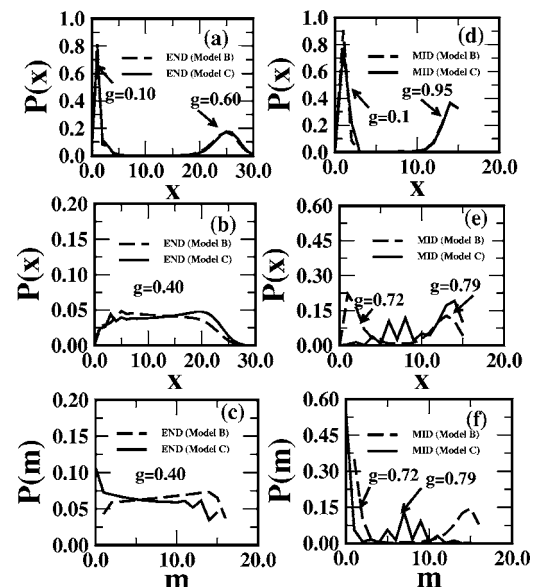 (a)
END (Model B)
END (Model C)
g=0.10
g=0.60
P(x)
1.0
0.8
0.6
0.4
0.2
0.0
0.0 10.0 20.0 30.0
x
(d)
MID (Model B)
MID (Model C)
g=0.95
g=0.1
P(x)
1.0
0.8
0.6
0.4
0.2
0.0
0.0 10.0 20.0
x
(b)
END (Model B)
END (Model C)
g=0.40
P(x)
0.20
0.15
0.10
0.05
0.00
0.0 10.0 20.0 30.0
x
(e)
MID (Model B)
MID (Model C)
g=0.72
g=0.79
P(x)
0.60
0.45
0.30
0.15
0.00
0.0 10.0 20.0
x
(c)
END (Model B)
END (Model C)
g=0.40
P(m)
0.20
0.15
0.10
0.05
0.00
0.0 10.0 20.0
m
(f)
MID (Model B)
MID (Model C)
g=0.72
g=0.79
P(m)
0.60
0.45
0.30
0.15
0.00
0.0 10.0 20.0
m